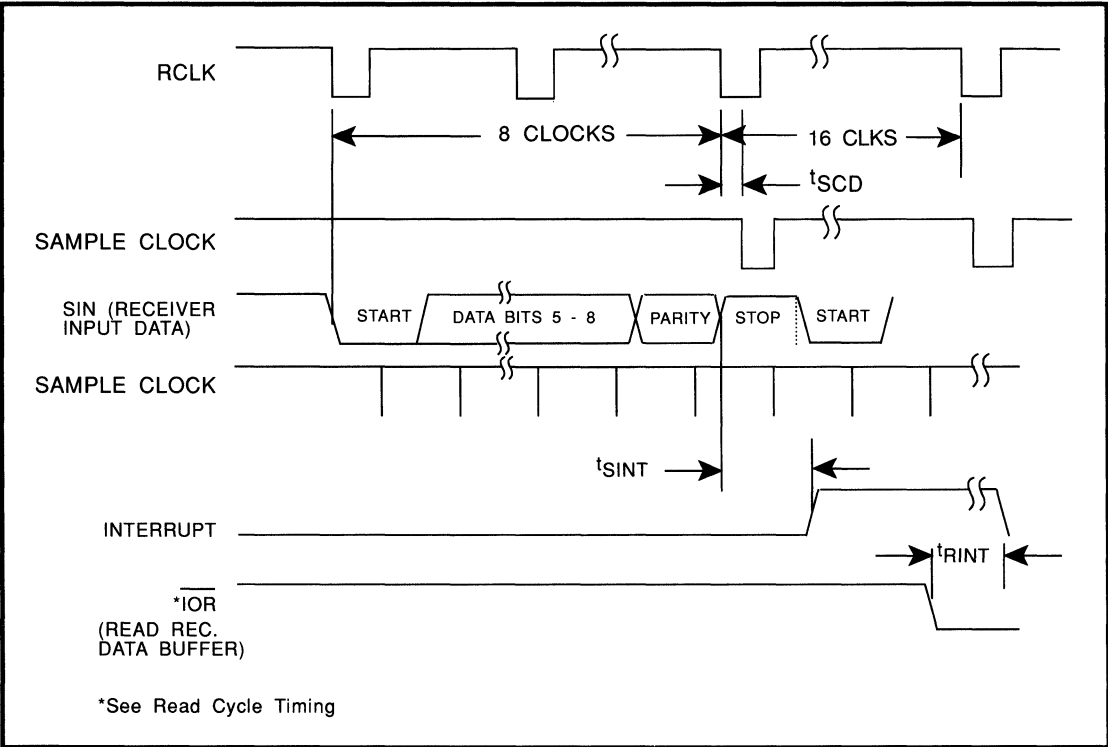 RCLK
8 CLOCKS
16 CLKS
tSCD
SAMPLE CLOCK
SIN (RECEIVER
INPUT DATA)
START
DATA BITS 5 - 8
PARITY
STOP
START
SAMPLE CLOCK
tSINT
INTERRUPT
tRINT
*IOR
(READ REC.
DATA BUFFER)
*See Read Cycle Timing